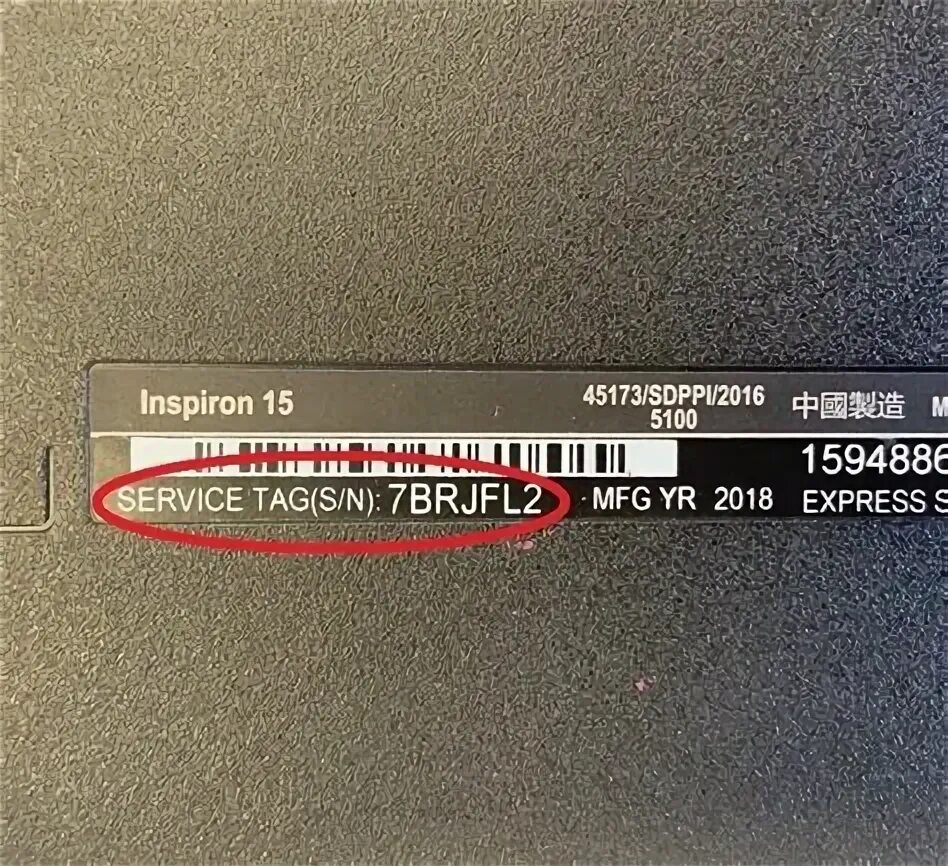 Inspiron 15
45173/SDPPI/2016
5100
中國製造
1594886
SERVICE TAG(S/N): 7BRJFL2
MFG YR 2018
EXPRESS S